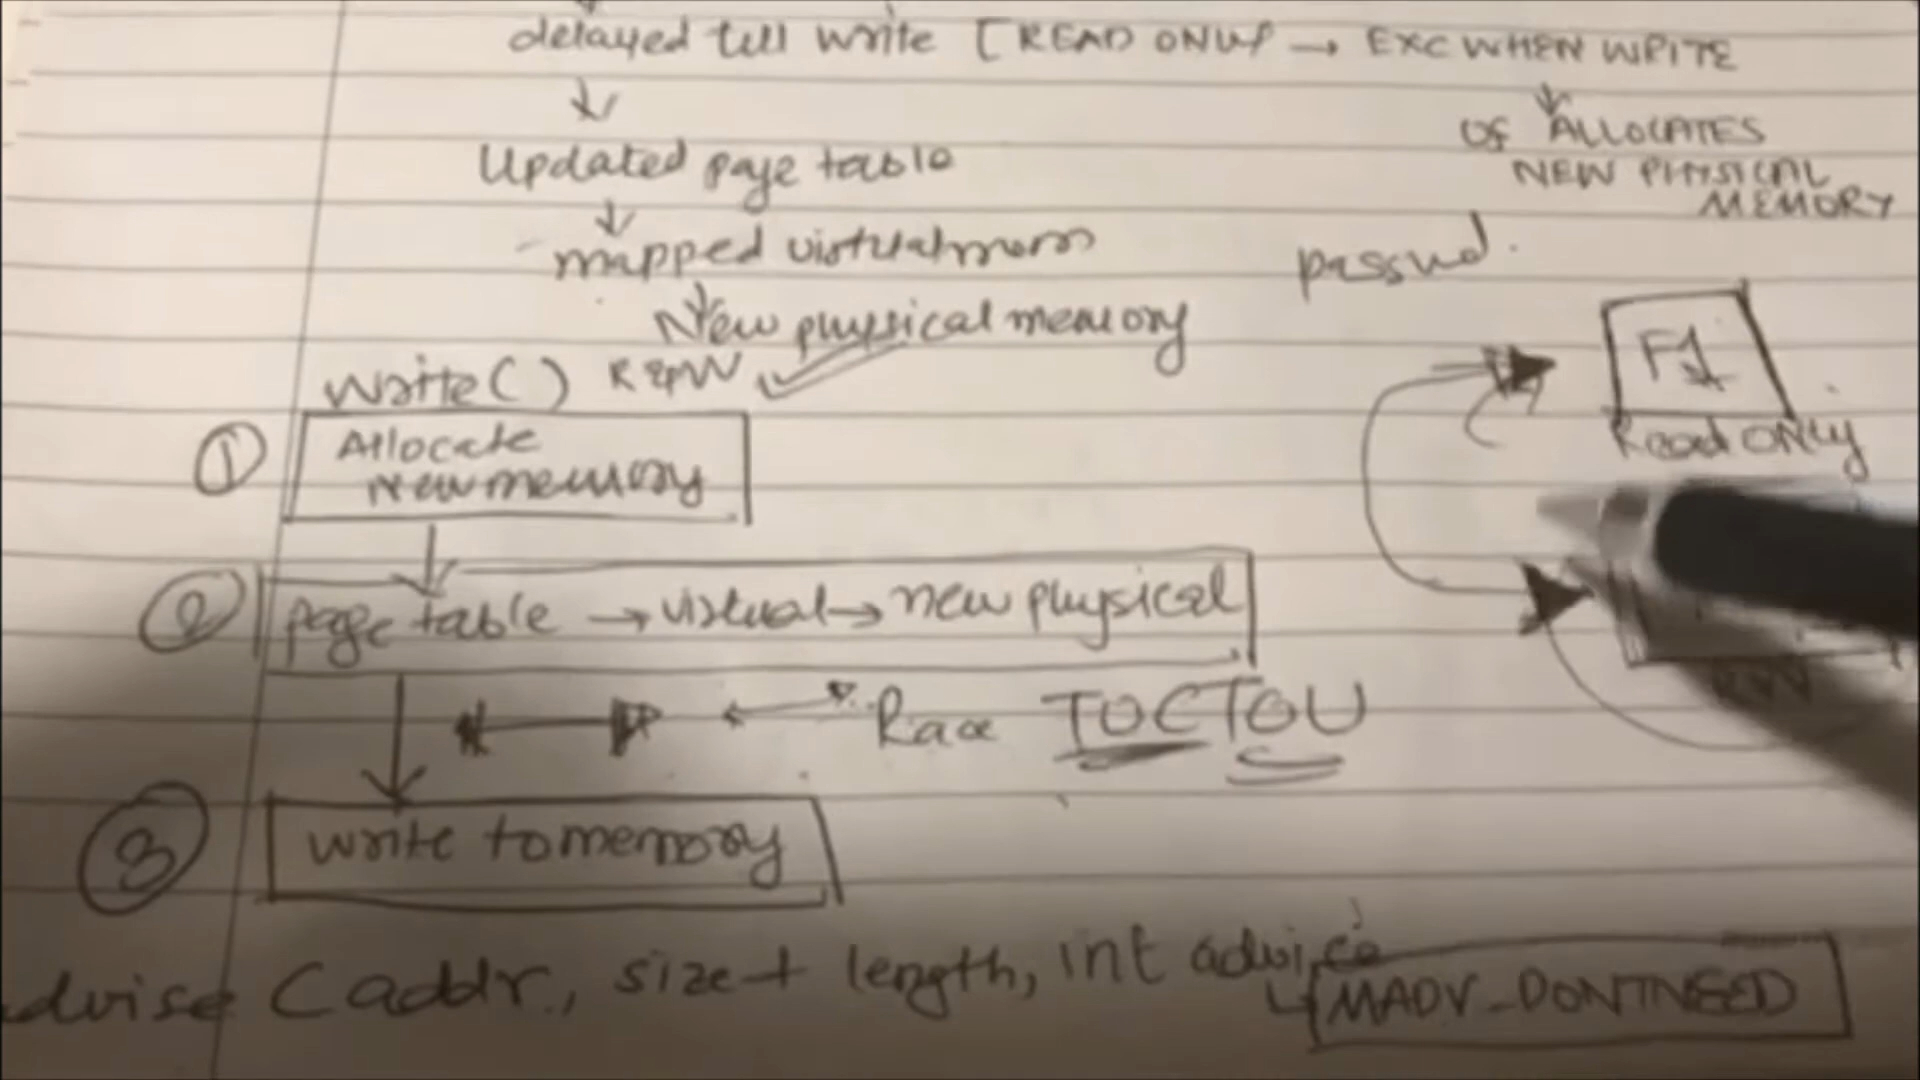 delayed till write [READ ONLY → EXC WHEN WRITE
OF ALLOCATES
NEW PHYSICAL
MEMORY
Updated page table
mapped virtual mem
New physical memory
passwd.
F1
Read ONLY
Write( )
① Allocate
New memory
② page table → virtual → new physical
Race TOCTOU
③ write to memory
advise (addr, size_t length, int advice
MADV_DONTNEED